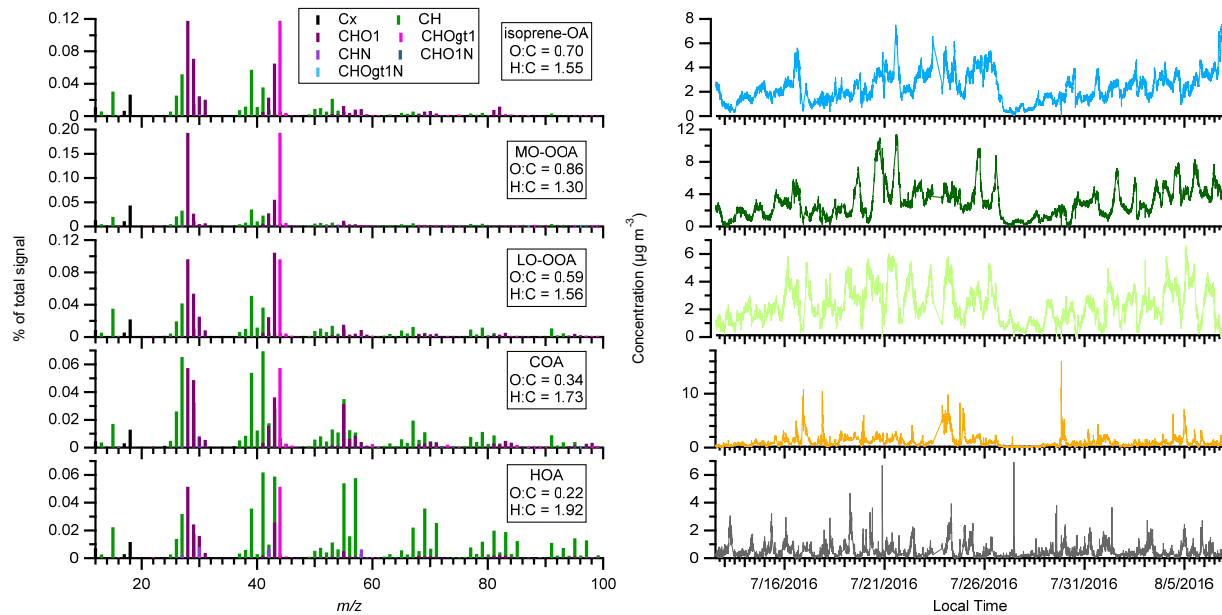 0.12
0.08
0.04
0
Cx
CH
CHO1
CHOgt1
CHN
CHO1N
CHOgt1N
isoprene-OA
O:C = 0.70
H:C = 1.55
0.20
0.15
0.10
0.05
0
MO-OOA
O:C = 0.86
H:C = 1.30
0.12
0.08
0.04
0
LO-OOA
O:C = 0.59
H:C = 1.56
0.06
0.04
0.02
0
COA
O:C = 0.34
H:C = 1.73
0.06
0.04
0.02
0
HOA
O:C = 0.22
H:C = 1.92
20
40
60
80
100
m/z
% of total signal
8
6
4
2
0
12
8
4
0
6
4
2
0
10
0
6
4
2
0
Concentration (µg m⁻³)
7/16/2016
7/21/2016
7/26/2016
7/31/2016
8/5/2016
Local Time